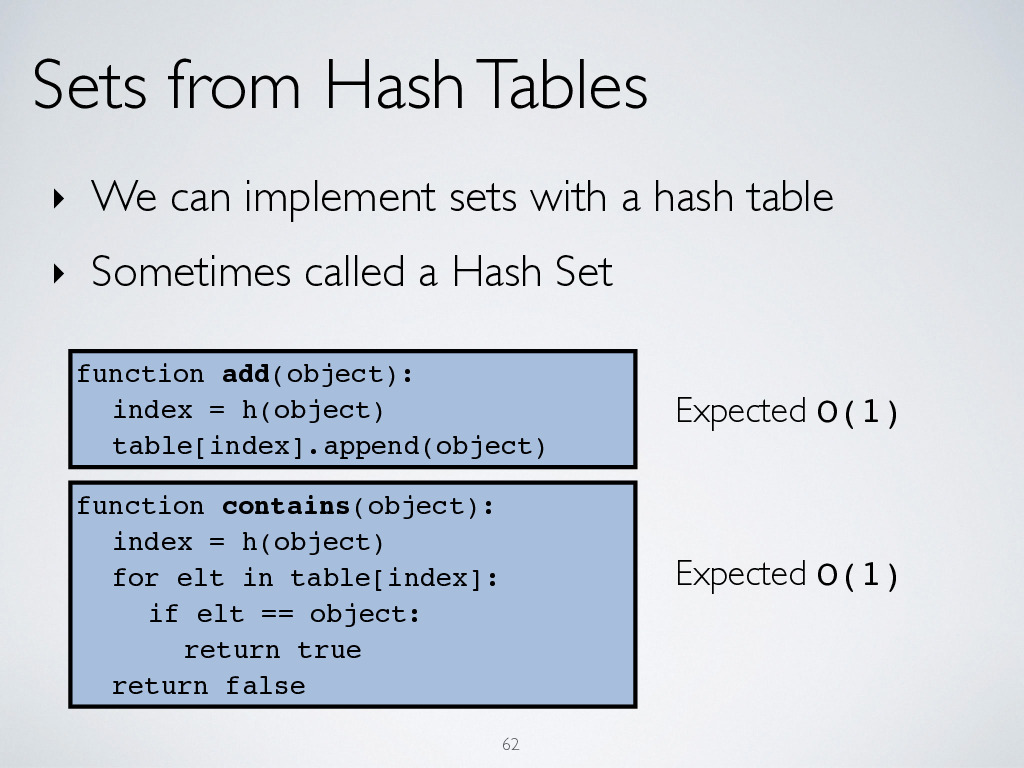 Sets from Hash Tables
‣ We can implement sets with a hash table
‣ Sometimes called a Hash Set
function add(object):
index = h(object)
table[index].append(object)
Expected O(1)
function contains(object):
index = h(object)
for elt in table[index]:
if elt == object:
return true
return false
Expected O(1)
62